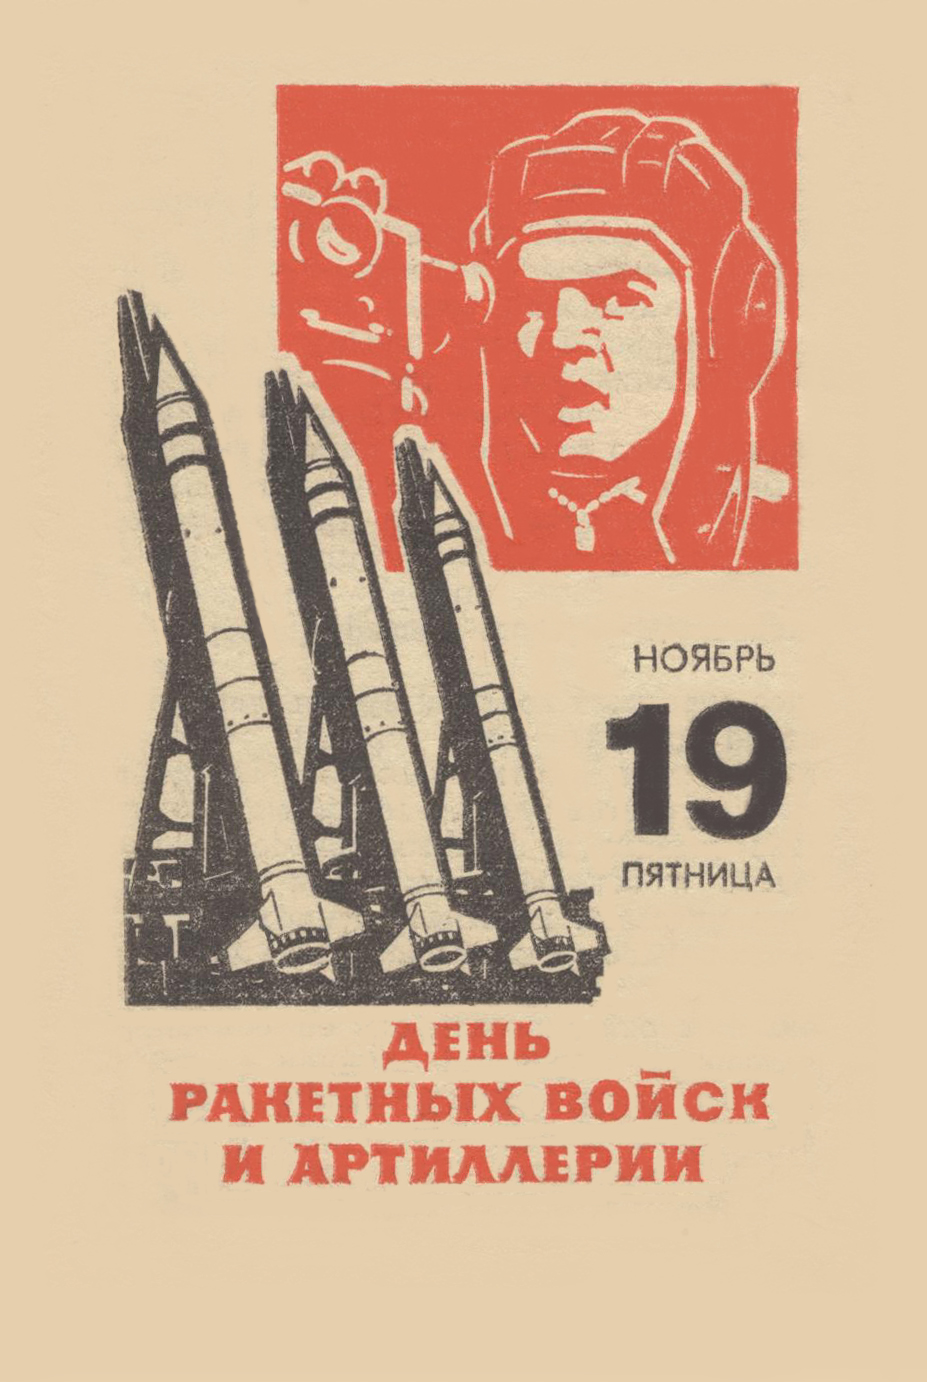 НОЯБРЬ
19
ПЯТНИЦА
ДЕНЬ
РАКЕТНЫХ ВОЙСК
И АРТИЛЛЕРИИ